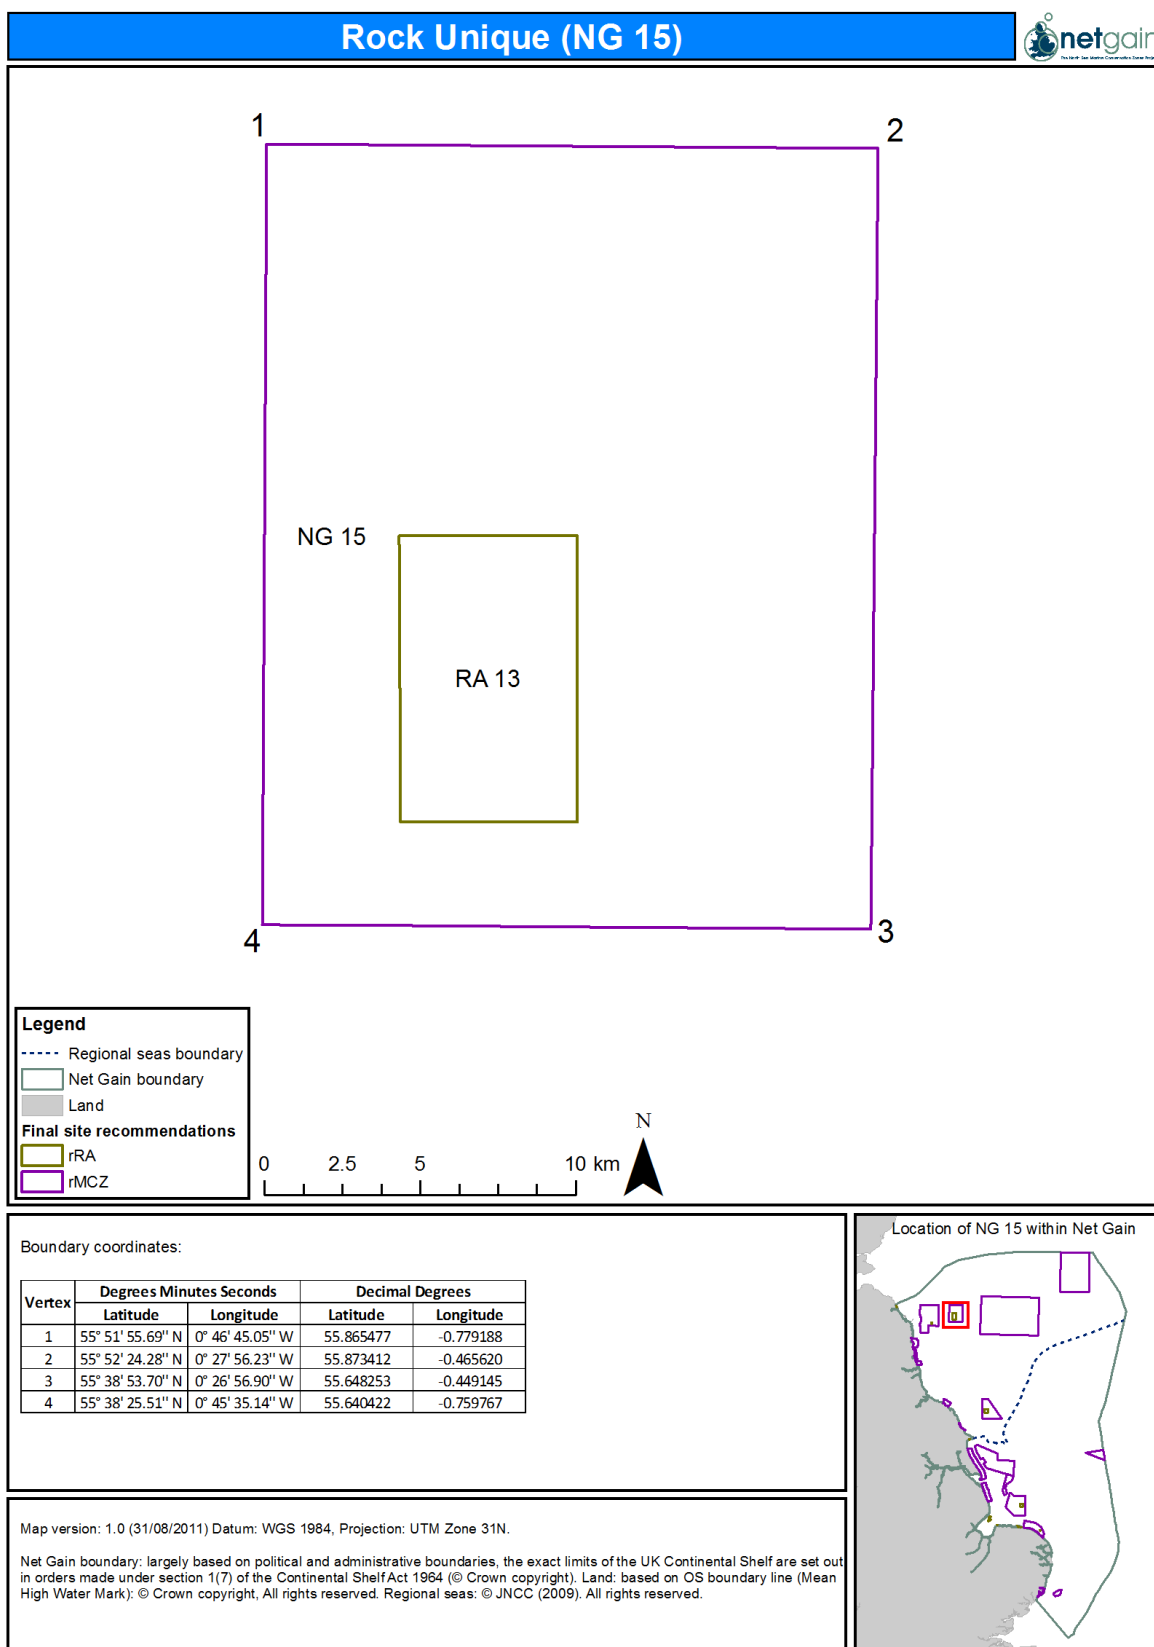 Rock Unique (NG 15)
netgain
The North Sea Marine Conservation Zones Project
1
2
NG 15
RA 13
4
3
Legend
Regional seas boundary
Net Gain boundary
Land
Final site recommendations
rRA
rMCZ
0 2.5 5 10 km
N
Boundary coordinates:
Vertex Degrees Minutes Seconds Decimal Degrees
Latitude Longitude Latitude Longitude
1 55° 51' 55.69'' N 0° 46' 45.05'' W 55.865477 -0.779188
2 55° 52' 24.28'' N 0° 27' 56.23'' W 55.873412 -0.465620
3 55° 38' 53.70'' N 0° 26' 56.90'' W 55.648253 -0.449145
4 55° 38' 25.51'' N 0° 45' 35.14'' W 55.640422 -0.759767
Location of NG 15 within Net Gain
Map version: 1.0 (31/08/2011) Datum: WGS 1984, Projection: UTM Zone 31N.
Net Gain boundary: largely based on political and administrative boundaries, the exact limits of the UK Continental Shelf are set out
in orders made under section 1(7) of the Continental Shelf Act 1964 (© Crown copyright). Land: based on OS boundary line (Mean
High Water Mark): © Crown copyright, All rights reserved. Regional seas: © JNCC (2009). All rights reserved.